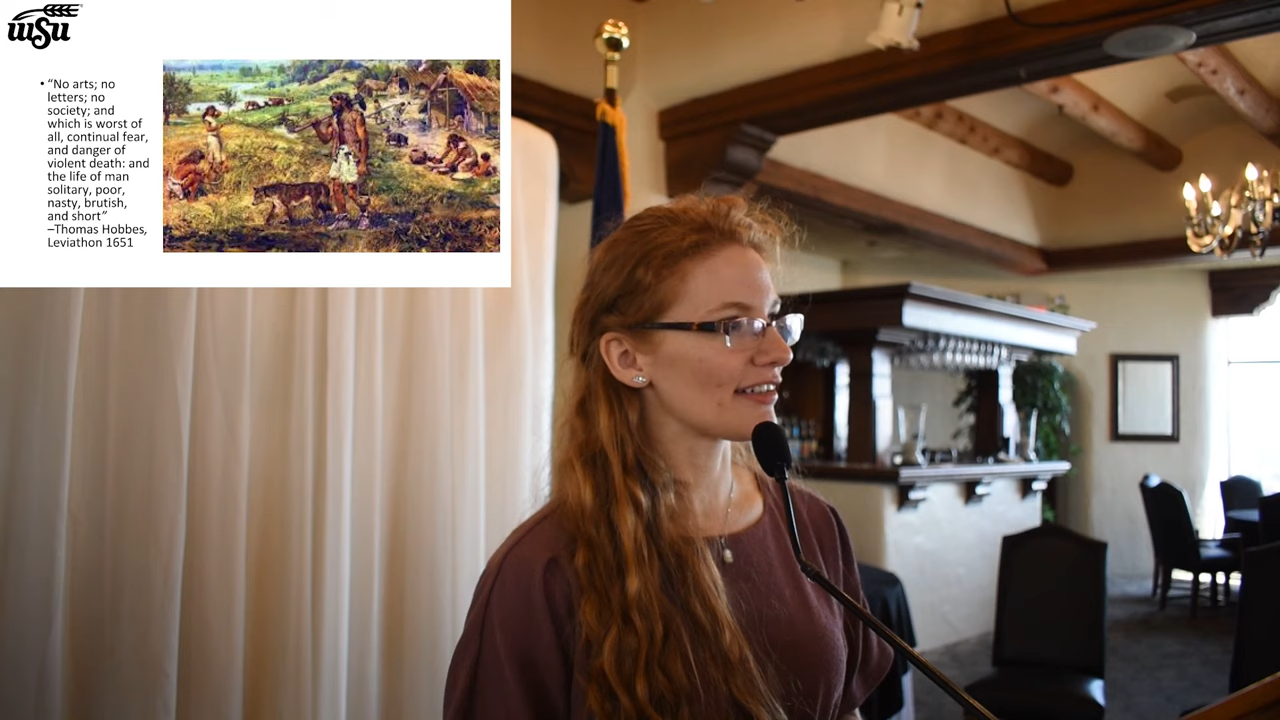 wsu
• “No arts; no
letters; no
society; and
which is worst of
all, continual fear,
and danger of
violent death: and
the life of man
solitary, poor,
nasty, brutish,
and short”
–Thomas Hobbes,
Leviathon 1651